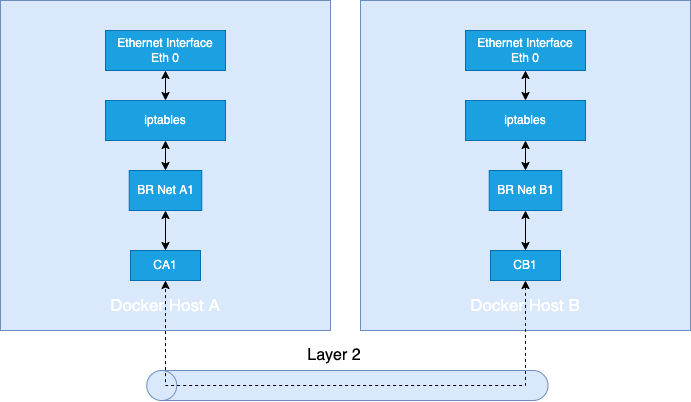 Ethernet Interface
Eth 0
iptables
BR Net A1
CA1
Docker Host A
Ethernet Interface
Eth 0
iptables
BR Net B1
CB1
Docker Host B
Layer 2